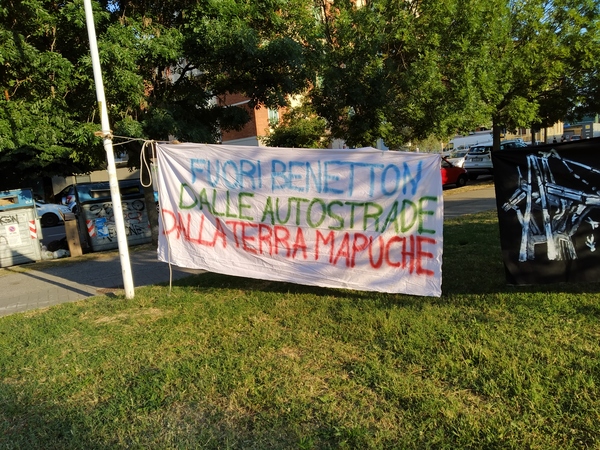 FUORI BENETTON
DALLE AUTOSTRADE
DALLA TERRA MAPUCHE